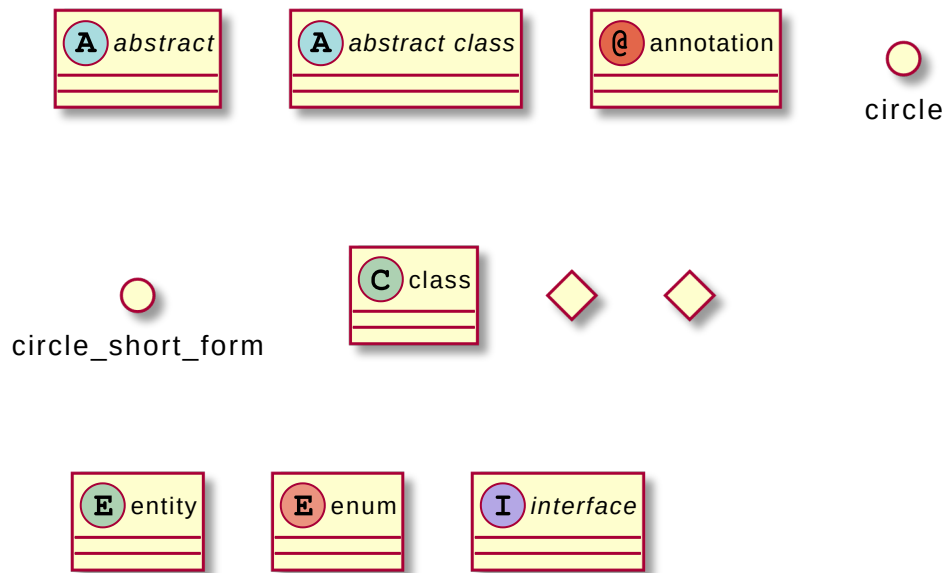 A abstract
A abstract class
@ annotation
circle
circle_short_form
C class
E entity
E enum
I interface